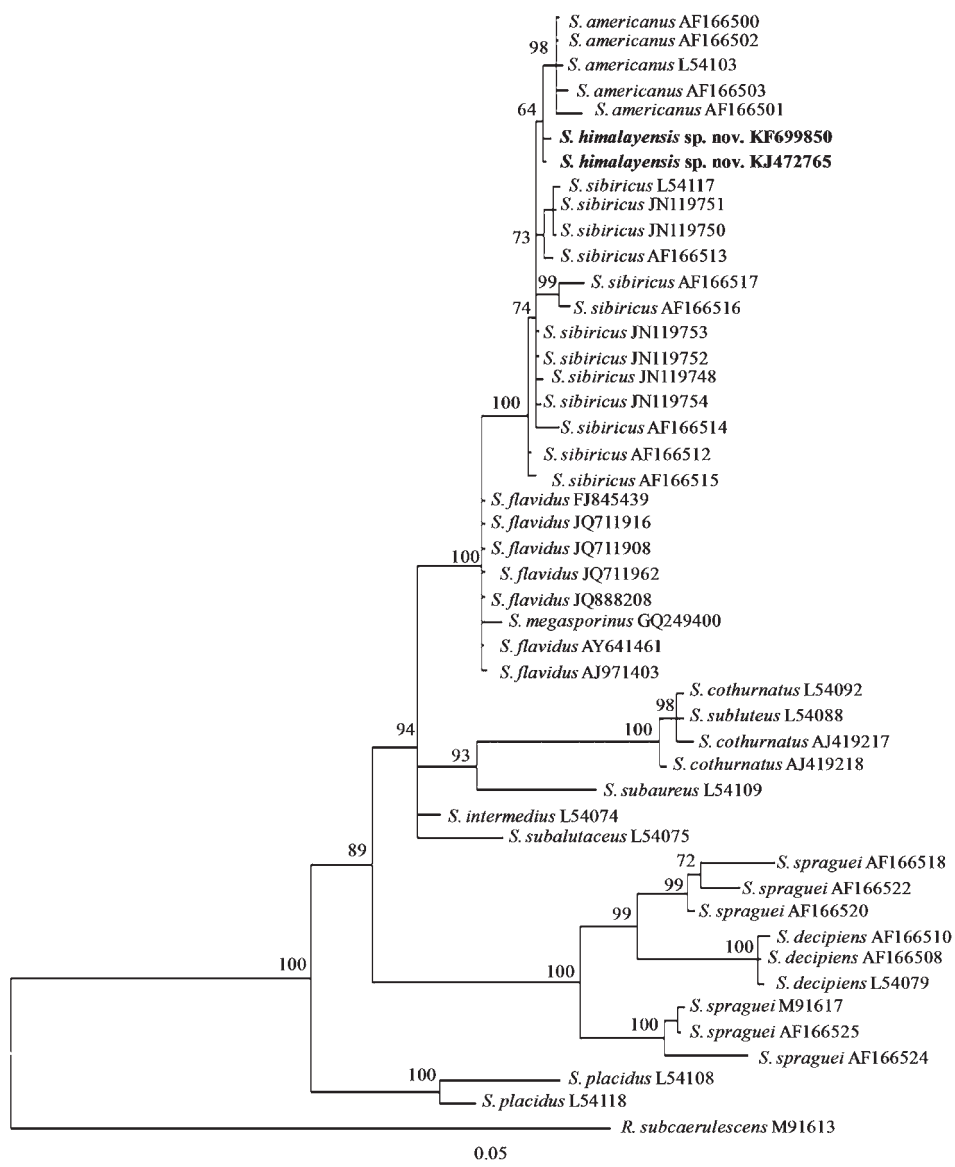 S. americanus AF166500
S. americanus AF166502
98
S. americanus L54103
S. americanus AF166503
64
S. americanus AF166501
S. himalayensis sp. nov. KF699850
S. himalayensis sp. nov. KJ472765
S. sibiricus L54117
S. sibiricus JN119751
S. sibiricus JN119750
73
S. sibiricus AF166513
99
S. sibiricus AF166517
74
S. sibiricus AF166516
S. sibiricus JN119753
S. sibiricus JN119752
S. sibiricus JN119748
100
S. sibiricus JN119754
S. sibiricus AF166514
S. sibiricus AF166512
S. sibiricus AF166515
S. flavidus FJ845439
S. flavidus JQ711916
S. flavidus JQ711908
100
S. flavidus JQ711962
S. flavidus JQ888208
S. megasporinus GQ249400
S. flavidus AY641461
S. flavidus AJ971403
S. cothurnatus L54092
98
S. subluteus L54088
94
100
S. cothurnatus AJ419217
93
S. cothurnatus AJ419218
S. subaureus L54109
S. intermedius L54074
S. subalutaceus L54075
89
72
S. spraguei AF166518
99
S. spraguei AF166522
99
S. spraguei AF166520
S. decipiens AF166510
100
S. decipiens AF166508
100
100
S. decipiens L54079
S. spraguei M91617
100
S. spraguei AF166525
S. spraguei AF166524
100
S. placidus L54108
S. placidus L54118
R. subcaerulescens M91613
0.05